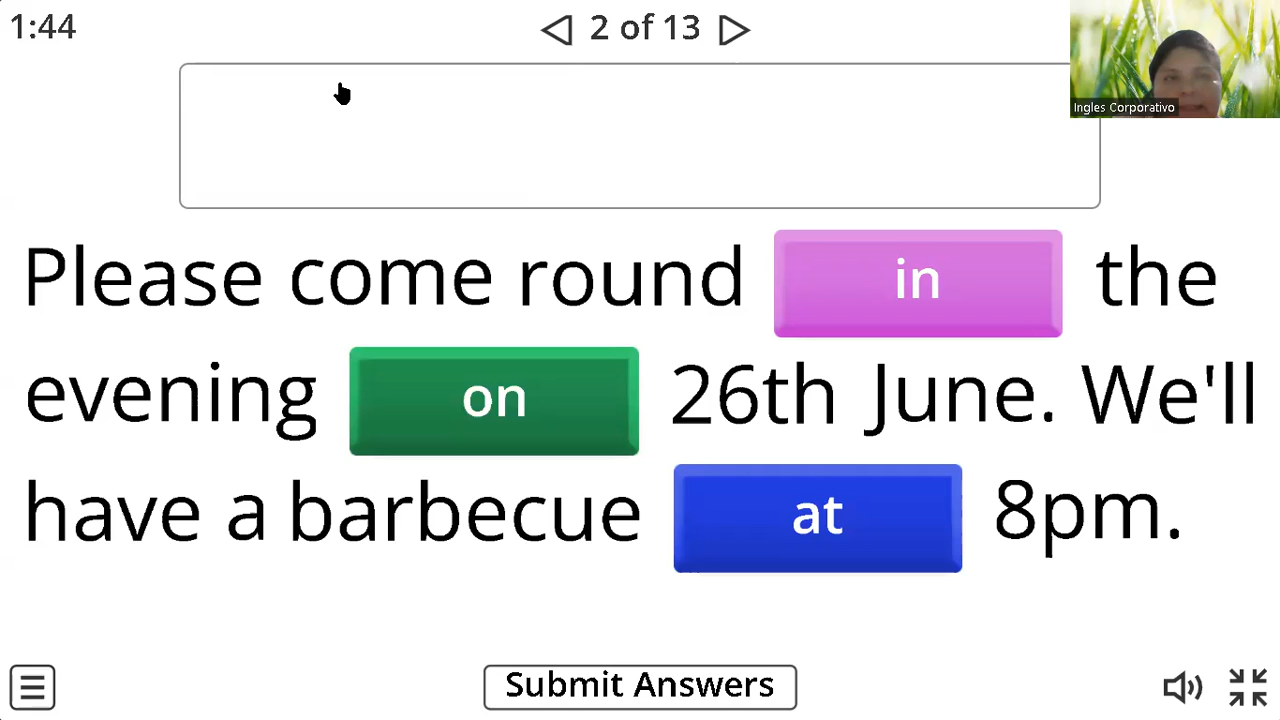 1:44
2 of 13
Ingles Corporativo
Please come round in the
evening on 26th June. We'll
have a barbecue at 8pm.
Submit Answers